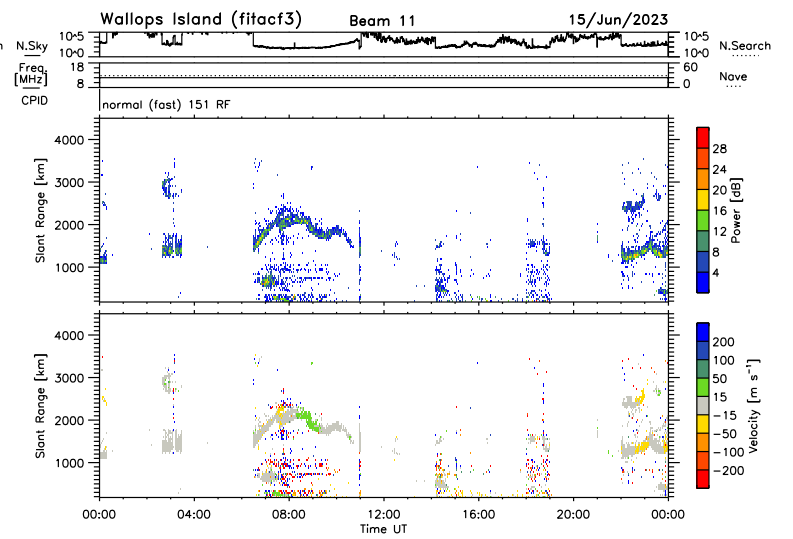 Wallops Island (fitacf3) Beam 11 15/Jun/2023
N.Sky 10^5 10^0 10^5 10^0 N.Search
Freq. [MHz] 18 8 60 0 Nave
CPID normal (fast) 151 RF
Slant Range [km]
4000
3000
2000
1000
Power [dB]
28
24
20
16
12
8
4
Slant Range [km]
4000
3000
2000
1000
Velocity [m s⁻¹]
200
100
50
15
−15
−50
−100
−200
00:00 04:00 08:00 12:00 16:00 20:00 00:00
Time UT